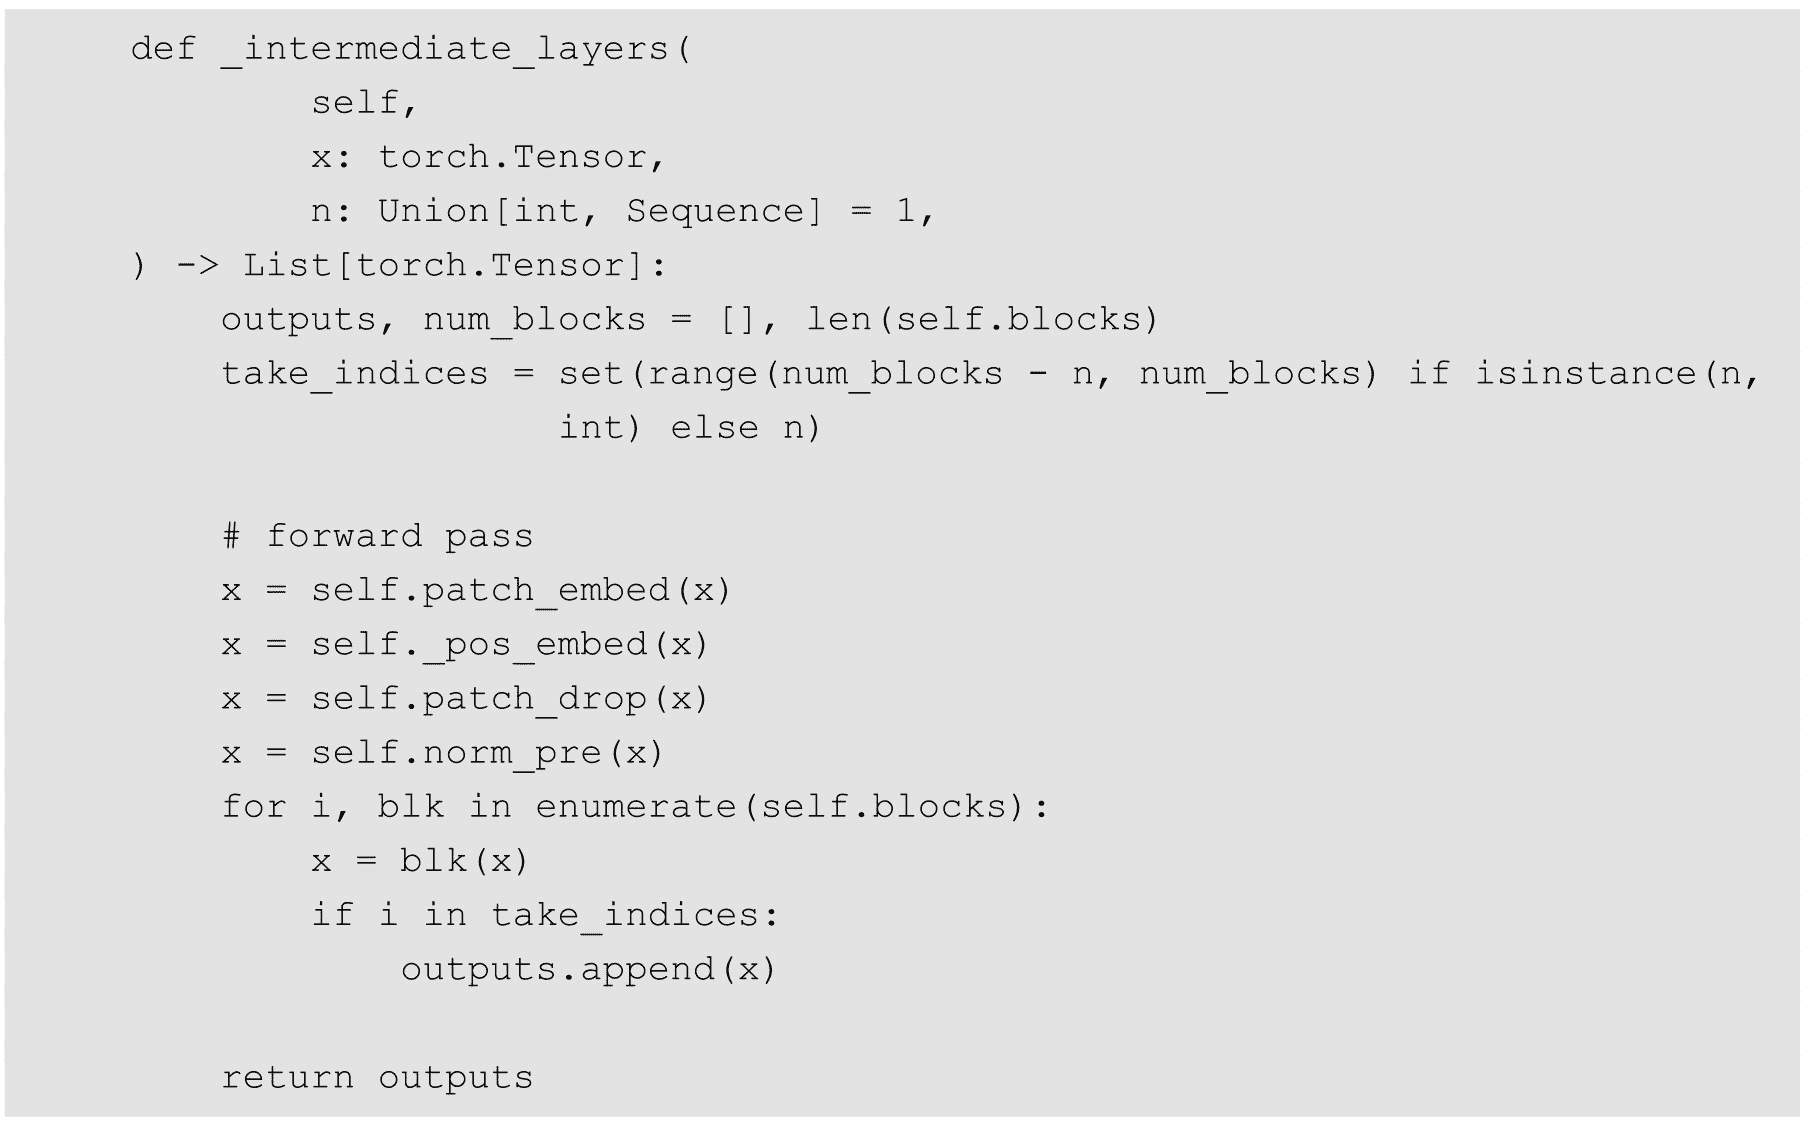 def _intermediate_layers(
        self,
        x: torch.Tensor,
        n: Union[int, Sequence] = 1,
) -> List[torch.Tensor]:
    outputs, num_blocks = [], len(self.blocks)
    take_indices = set(range(num_blocks - n, num_blocks) if isinstance(n,
                   int) else n)

    # forward pass
    x = self.patch_embed(x)
    x = self._pos_embed(x)
    x = self.patch_drop(x)
    x = self.norm_pre(x)
    for i, blk in enumerate(self.blocks):
        x = blk(x)
        if i in take_indices:
            outputs.append(x)

    return outputs